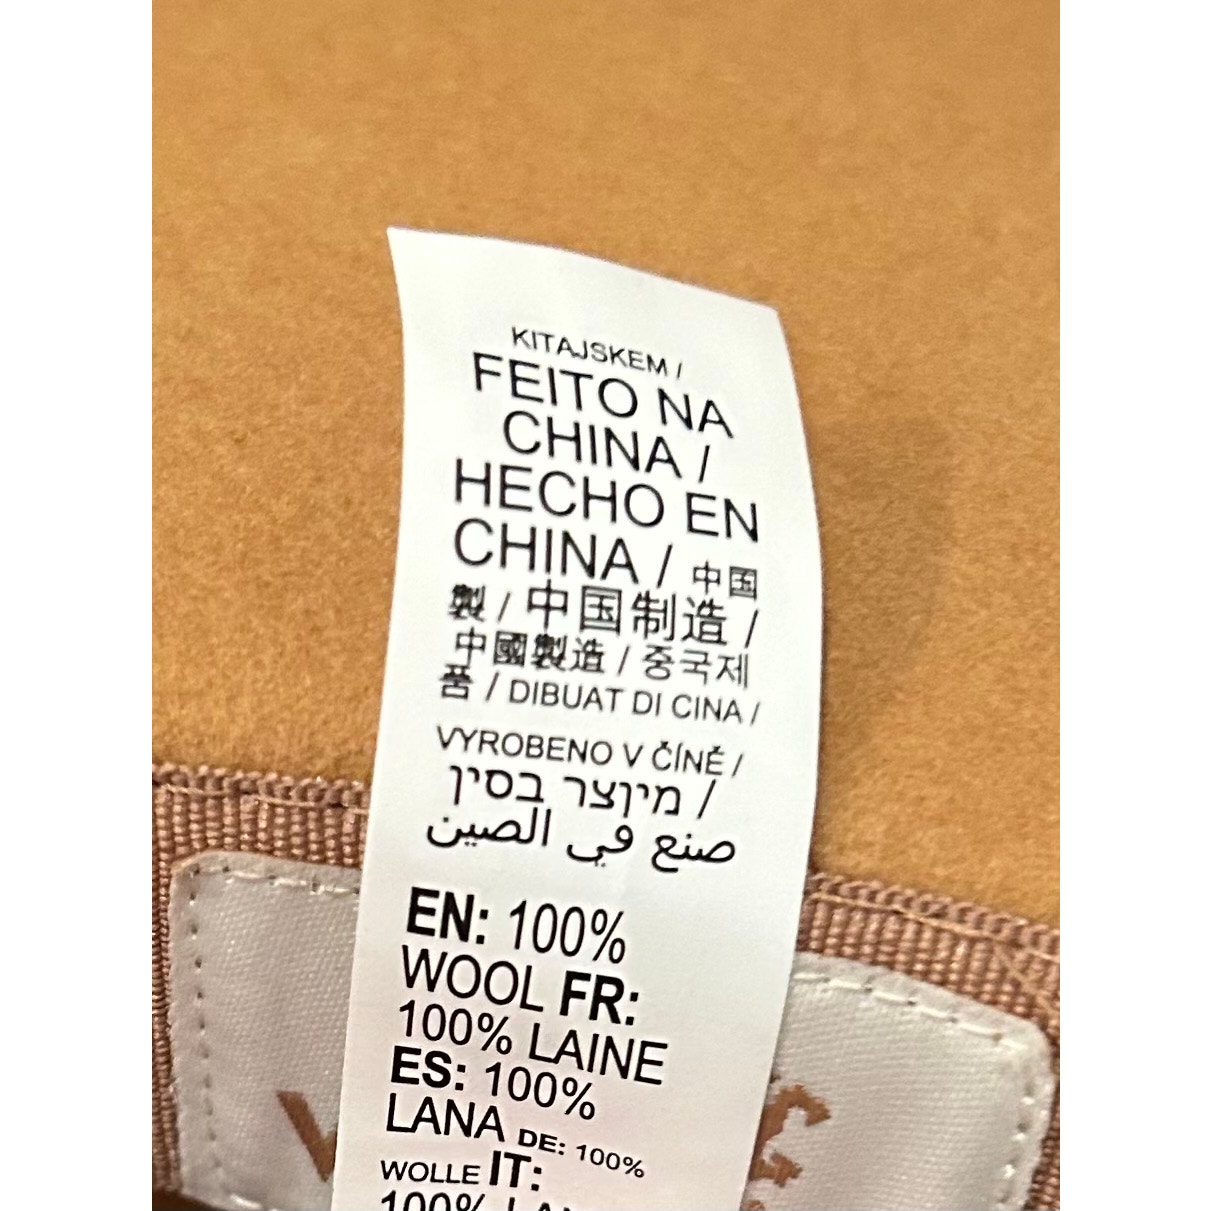 KITAJSKEM /
FEITO NA
CHINA /
HECHO EN
CHINA / 中国
製 / 中国制造 /
中國製造 / 중국제
품 / DIBUAT DI CINA /
VYROBENO V ČÍNĚ /
מיוצר בסין /
صنع في الصين
EN: 100%
WOOL FR:
100% LAINE
ES: 100%
LANA DE: 100%
WOLLE IT:
100%